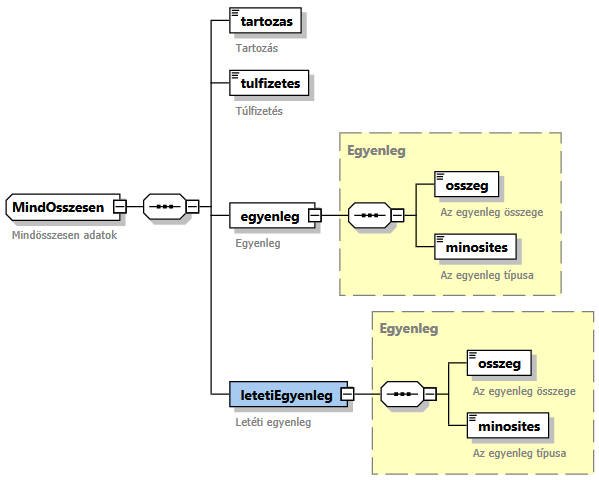 tartozas
Tartozás
tulfizetes
Túlfizetés
MindOsszesen
Mindösszesen adatok
egyenleg
Egyenleg
Egyenleg
osszeg
Az egyenleg összege
minosites
Az egyenleg típusa
letetiEgyenleg
Letéti egyenleg
Egyenleg
osszeg
Az egyenleg összege
minosites
Az egyenleg típusa